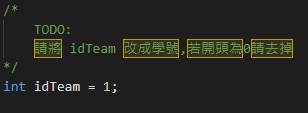 /*
TODO:
請將 idTeam 改成學號,若開頭為0請去掉
*/
int idTeam = 1;